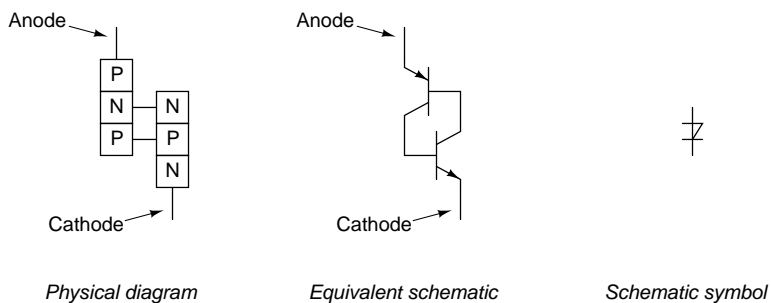 Anode
P
N
P
N
P
N
Cathode
Physical diagram
Anode
Cathode
Equivalent schematic
Schematic symbol